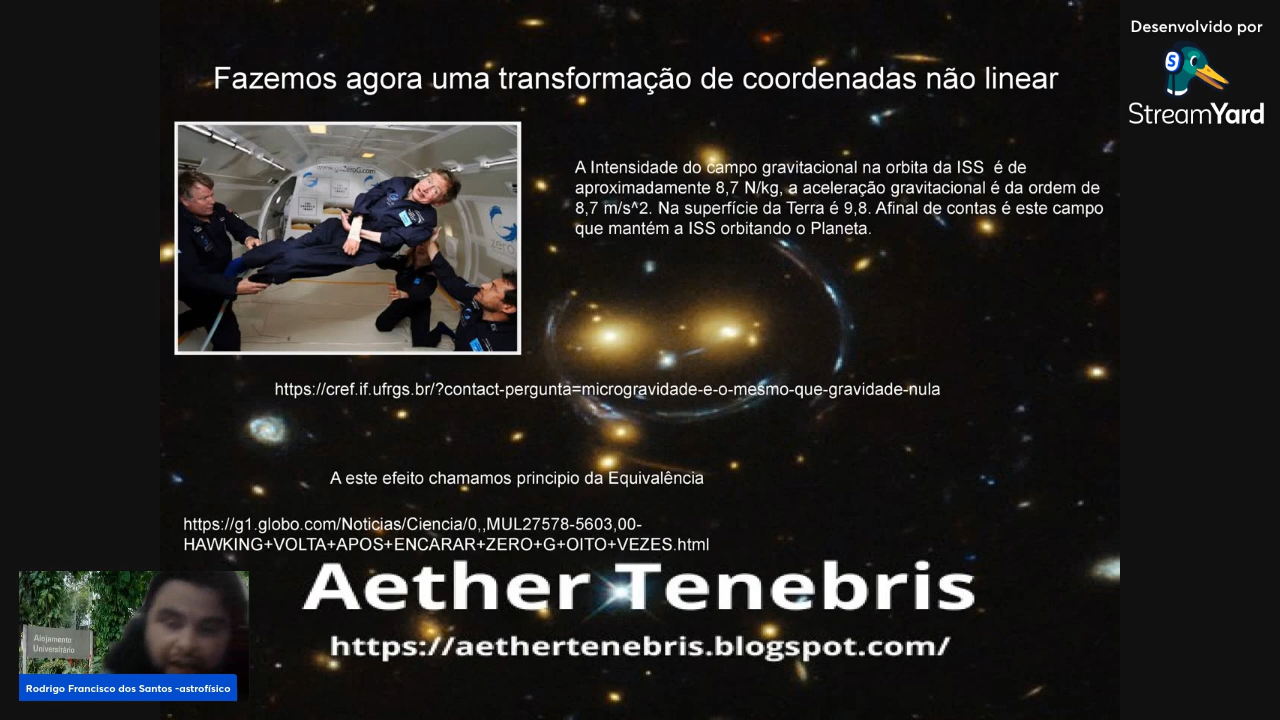 Desenvolvido por
StreamYard
Fazemos agora uma transformação de coordenadas não linear
A Intensidade do campo gravitacional na orbita da ISS é de
aproximadamente 8,7 N/kg, a aceleração gravitacional é da ordem de
8,7 m/s^2. Na superfície da Terra é 9,8. Afinal de contas é este campo
que mantém a ISS orbitando o Planeta.
https://cref.if.ufrgs.br/?contact-pergunta=microgravidade-e-o-mesmo-que-gravidade-nula
A este efeito chamamos principio da Equivalência
https://g1.globo.com/Noticias/Ciencia/0,,MUL27578-5603,00-
HAWKING+VOLTA+APOS+ENCARAR+ZERO+G+OITO+VEZES.html
Aether Tenebris
https://aethertenebris.blogspot.com/
Alojamento
Universitário
Rodrigo Francisco dos Santos -astrofísico